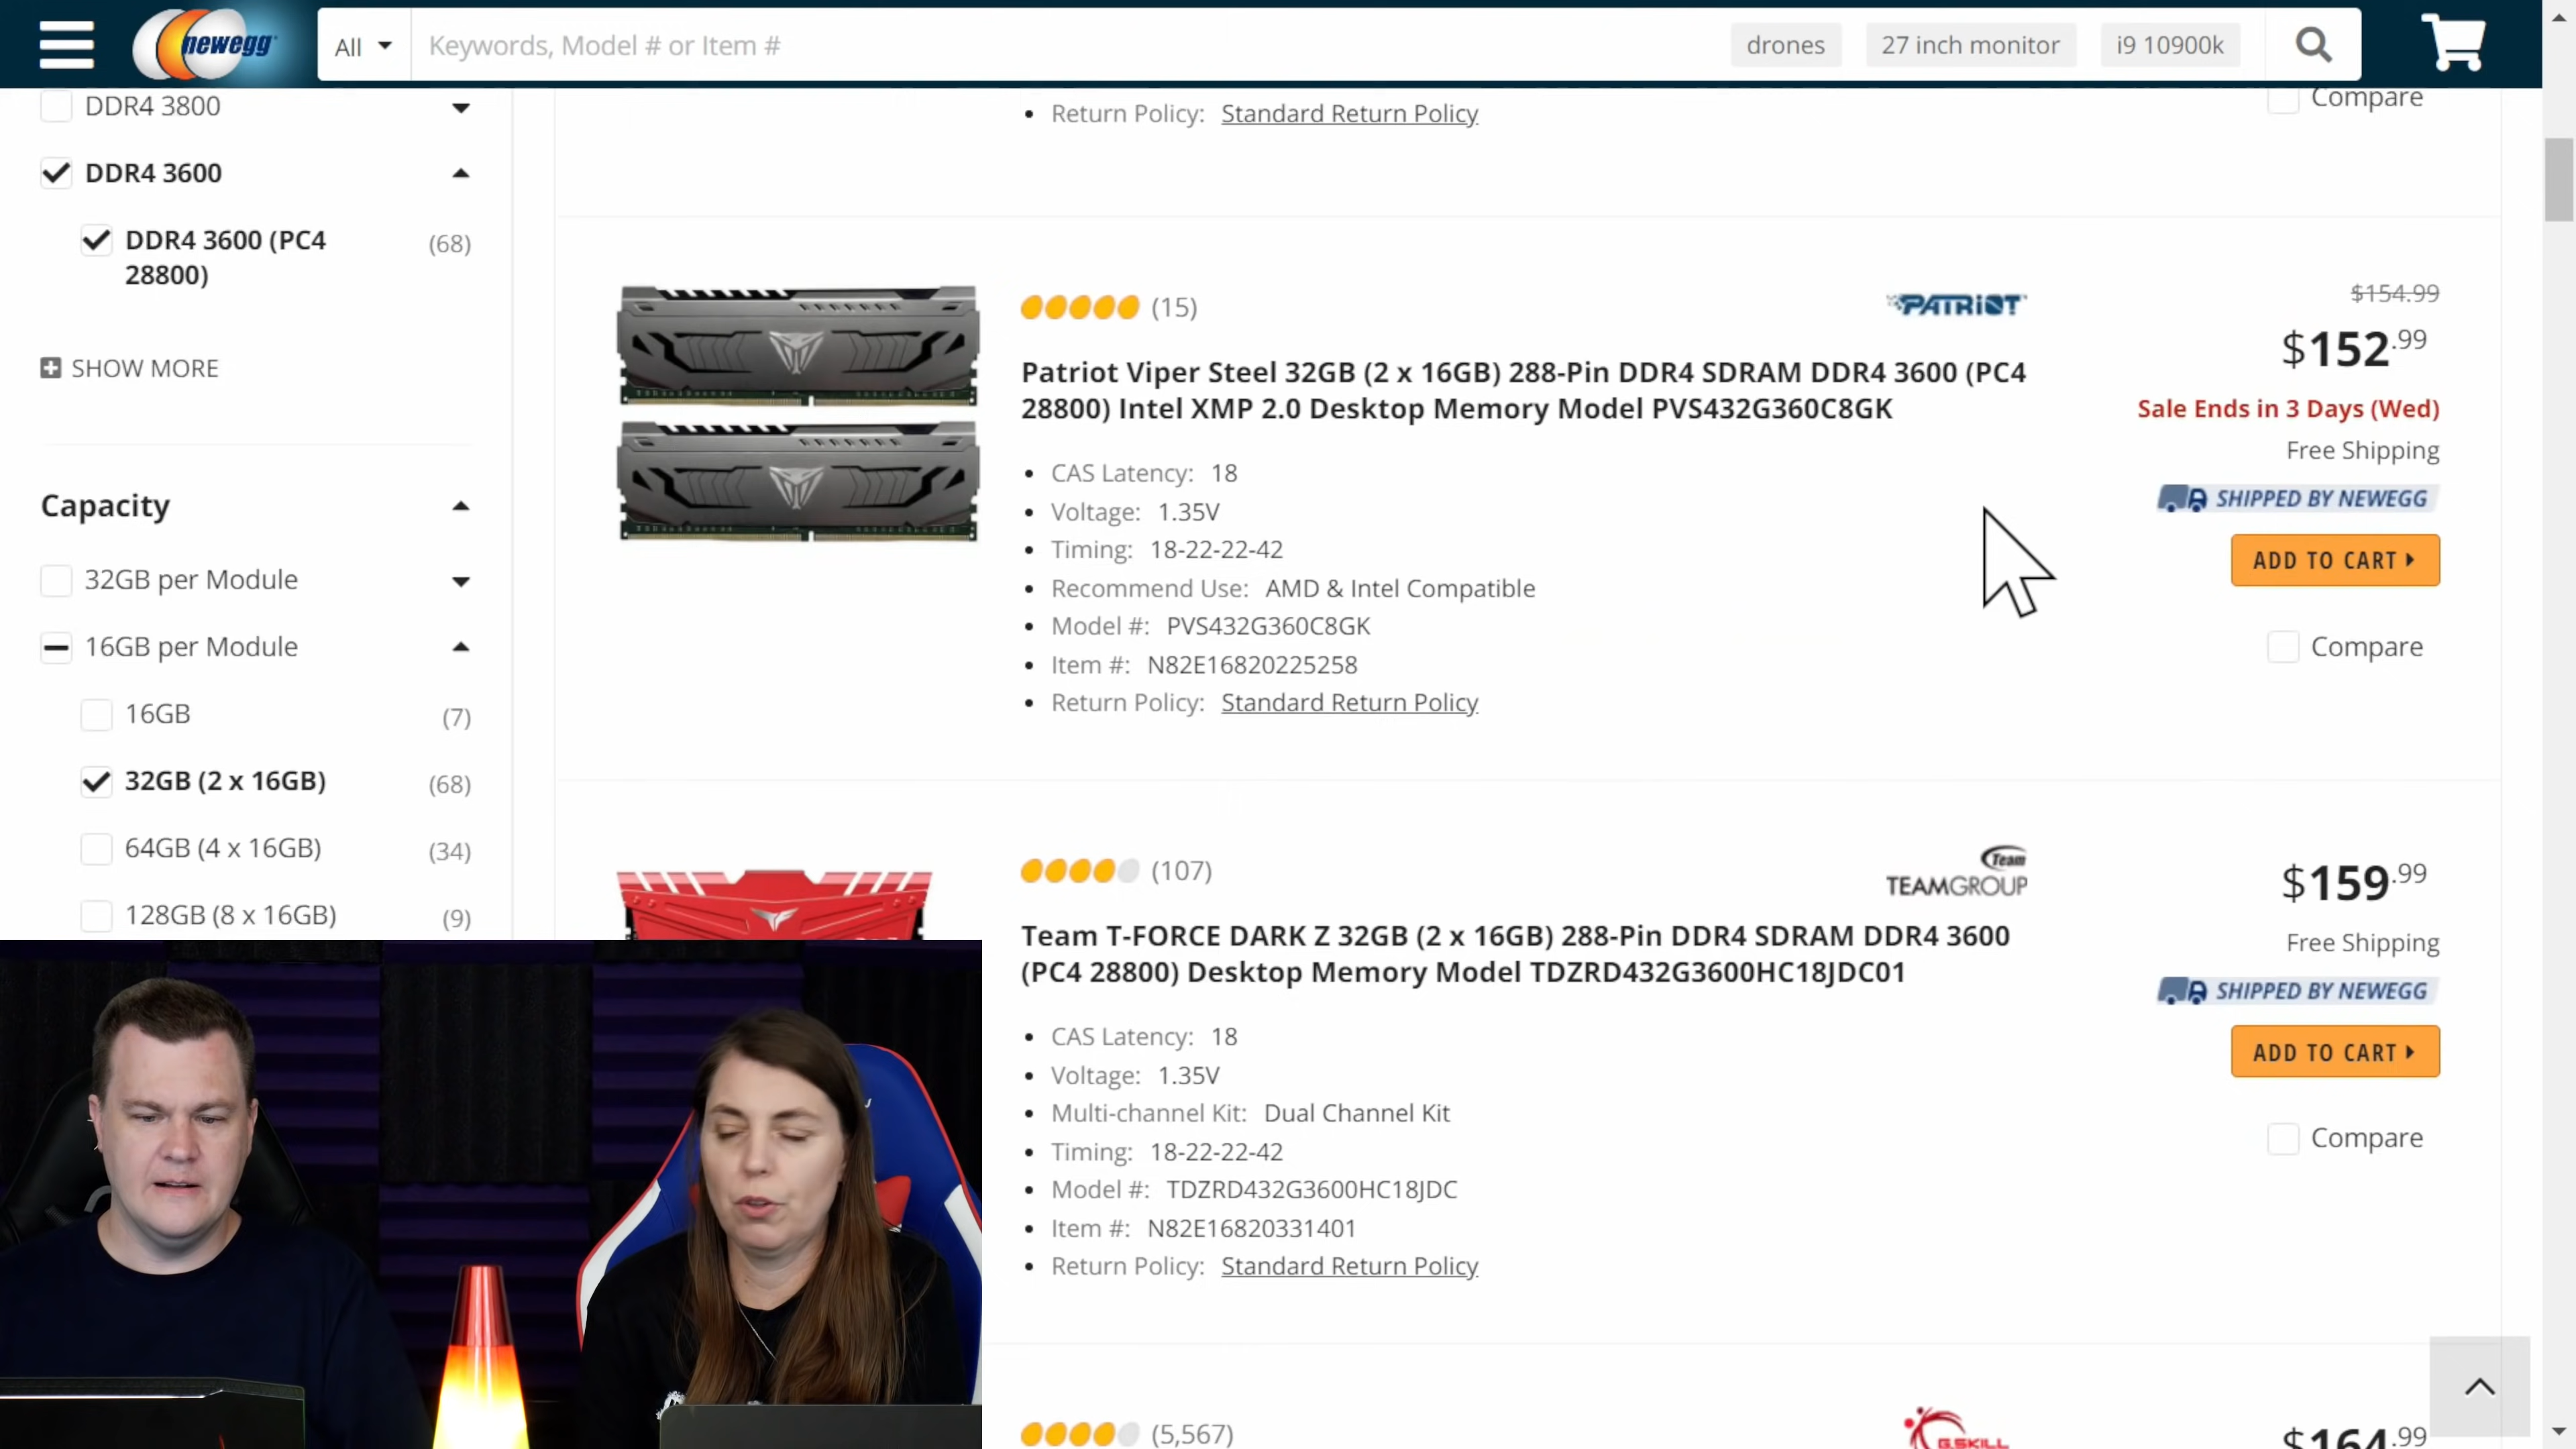 newegg
All
Keywords, Model # or Item #
drones
27 inch monitor
i9 10900k
DDR4 3800
DDR4 3600
DDR4 3600 (PC4
28800)
(68)
SHOW MORE
Capacity
32GB per Module
16GB per Module
16GB
(7)
32GB (2 x 16GB)
(68)
64GB (4 x 16GB)
(34)
128GB (8 x 16GB)
(9)
Return Policy: Standard Return Policy
Compare
(15)
PATRIOT
Patriot Viper Steel 32GB (2 x 16GB) 288-Pin DDR4 SDRAM DDR4 3600 (PC4
28800) Intel XMP 2.0 Desktop Memory Model PVS432G360C8GK
CAS Latency: 18
Voltage: 1.35V
Timing: 18-22-22-42
Recommend Use: AMD & Intel Compatible
Model #: PVS432G360C8GK
Item #: N82E16820225258
Return Policy: Standard Return Policy
$154.99
$152.99
Sale Ends in 3 Days (Wed)
Free Shipping
SHIPPED BY NEWEGG
ADD TO CART
Compare
(107)
Team
TEAMGROUP
Team T-FORCE DARK Z 32GB (2 x 16GB) 288-Pin DDR4 SDRAM DDR4 3600
(PC4 28800) Desktop Memory Model TDZRD432G3600HC18JDC01
CAS Latency: 18
Voltage: 1.35V
Multi-channel Kit: Dual Channel Kit
Timing: 18-22-22-42
Model #: TDZRD432G3600HC18JDC
Item #: N82E16820331401
Return Policy: Standard Return Policy
$159.99
Free Shipping
SHIPPED BY NEWEGG
ADD TO CART
Compare
(5,567)
G.SKILL
$164.99